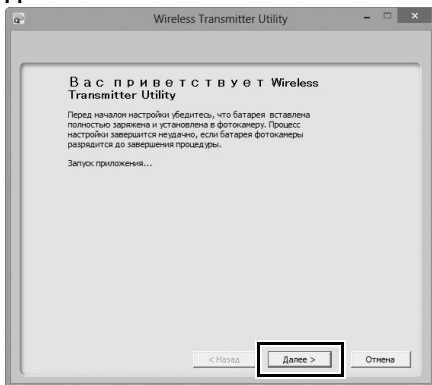 Wireless Transmitter Utility
Вас приветствует Wireless
Transmitter Utility
Перед началом настройки убедитесь, что батарея вставлена
полностью заряжена и установлена в фотокамеру. Процесс
настройки завершится неудачно, если батарея фотокамеры
разрядится до завершения процедуры.
Запуск приложения...
< Назад Далее > Отмена